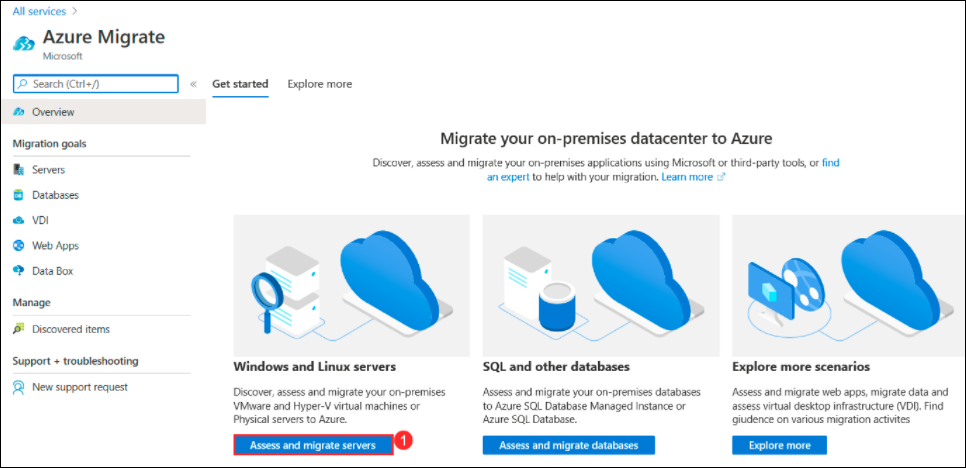 All services >
Azure Migrate
Microsoft
Search (Ctrl+/)
«
Get started
Explore more
Overview
Migration goals
Servers
Databases
VDI
Web Apps
Data Box
Manage
Discovered items
Support + troubleshooting
New support request
Migrate your on-premises datacenter to Azure
Discover, assess and migrate your on-premises applications using Microsoft or third-party tools, or find
an expert to help with your migration. Learn more
Windows and Linux servers
Discover, assess and migrate your on-premises
VMware and Hyper-V virtual machines or
Physical servers to Azure.
Assess and migrate servers
1
SQL and other databases
Assess and migrate your on-premises databases
to Azure SQL Database Managed Instance or
Azure SQL Database.
Assess and migrate databases
Explore more scenarios
Assess and migrate web apps, migrate data and
assess virtual desktop infrastructure (VDI). Find
giudence on various migration activites
Explore more